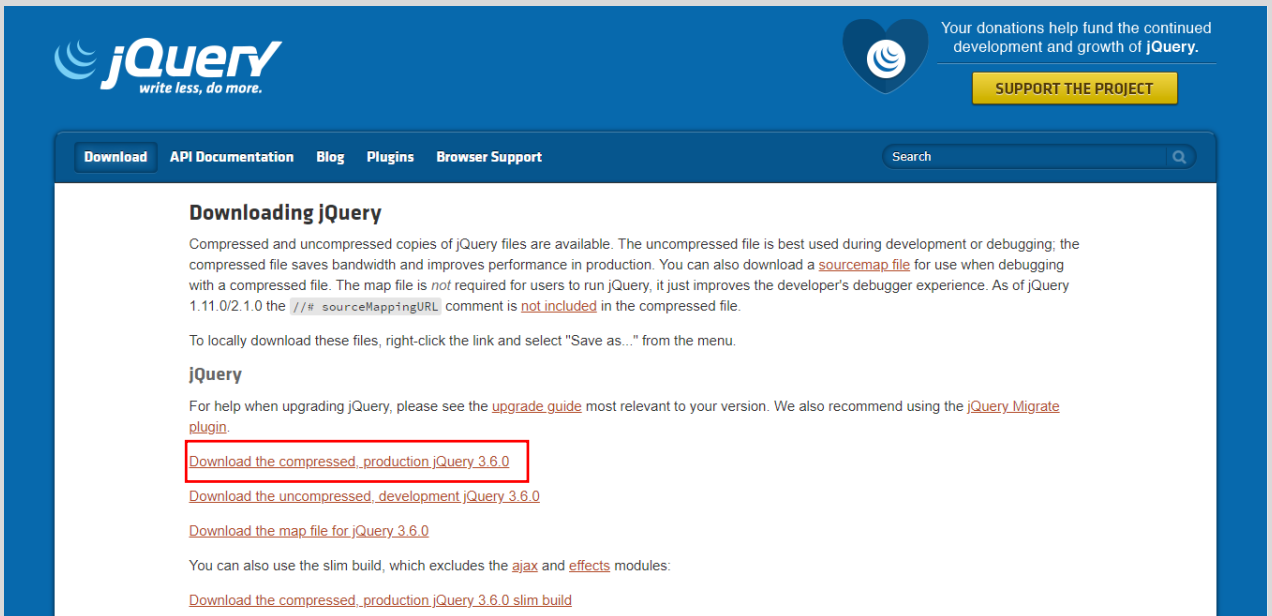 jQuery
write less, do more.
Your donations help fund the continued
development and growth of jQuery.
SUPPORT THE PROJECT
Download API Documentation Blog Plugins Browser Support Search
Downloading jQuery
Compressed and uncompressed copies of jQuery files are available. The uncompressed file is best used during development or debugging; the
compressed file saves bandwidth and improves performance in production. You can also download a sourcemap file for use when debugging
with a compressed file. The map file is not required for users to run jQuery, it just improves the developer's debugger experience. As of jQuery
1.11.0/2.1.0 the //# sourceMappingURL comment is not included in the compressed file.
To locally download these files, right-click the link and select "Save as..." from the menu.
jQuery
For help when upgrading jQuery, please see the upgrade guide most relevant to your version. We also recommend using the jQuery Migrate
plugin.
Download the compressed, production jQuery 3.6.0
Download the uncompressed, development jQuery 3.6.0
Download the map file for jQuery 3.6.0
You can also use the slim build, which excludes the ajax and effects modules:
Download the compressed, production jQuery 3.6.0 slim build